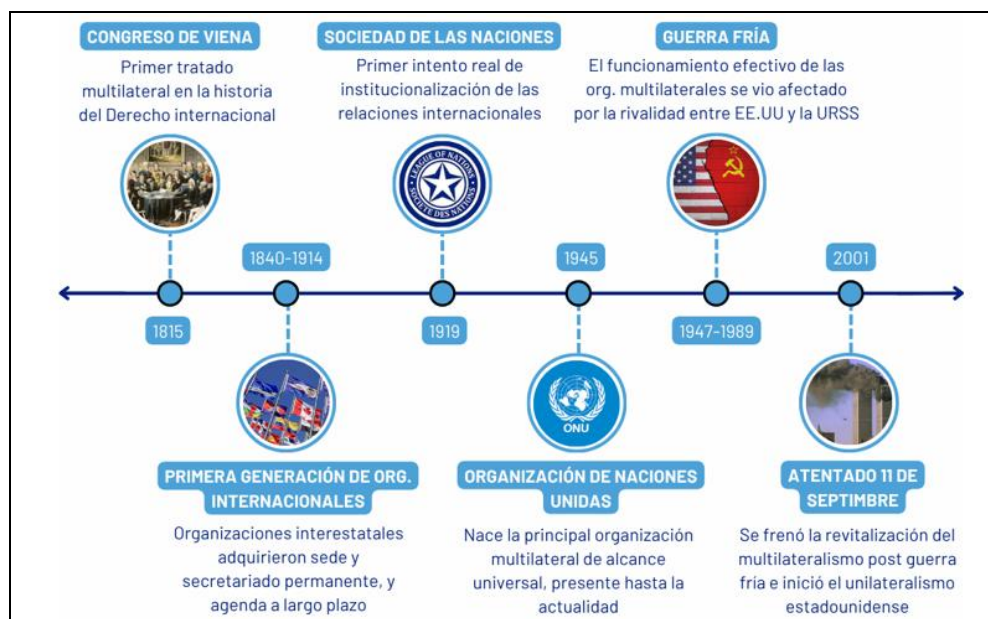 CONGRESO DE VIENA
Primer tratado
multilateral en la historia
del Derecho internacional
1815
1840-1914
PRIMERA GENERACIÓN DE ORG.
INTERNACIONALES
Organizaciones interestatales
adquirieron sede y
secretariado permanente, y
agenda a largo plazo
SOCIEDAD DE LAS NACIONES
Primer intento real de
institucionalización de las
relaciones internacionales
LEAGUE OF NATIONS
SOCIETE DES NATIONS
1919
1945
ONU
ORGANIZACIÓN DE NACIONES
UNIDAS
Nace la principal organización
multilateral de alcance
universal, presente hasta la
actualidad
GUERRA FRÍA
El funcionamiento efectivo de las
org. multilaterales se vio afectado
por la rivalidad entre EE.UU y la URSS
1947-1989
2001
ATENTADO 11 DE
SEPTIMBRE
Se frenó la revitalización del
multilateralismo post guerra
fría e inició el unilateralismo
estadounidense